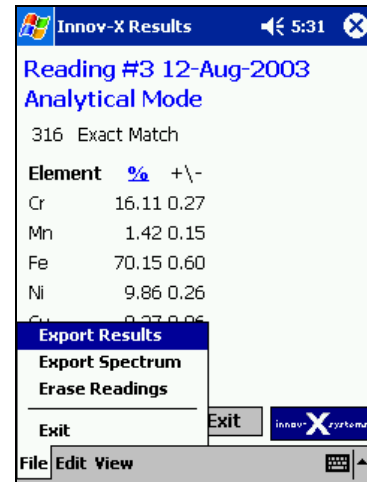 Innov-X Results 5:31
Reading #3 12-Aug-2003
Analytical Mode
316 Exact Match
Element % +\-
Cr 16.11 0.27
Mn 1.42 0.15
Fe 70.15 0.60
Ni 9.86 0.26
Export Results
Export Spectrum
Erase Readings
Exit
Exit
innov-X systems
File Edit View